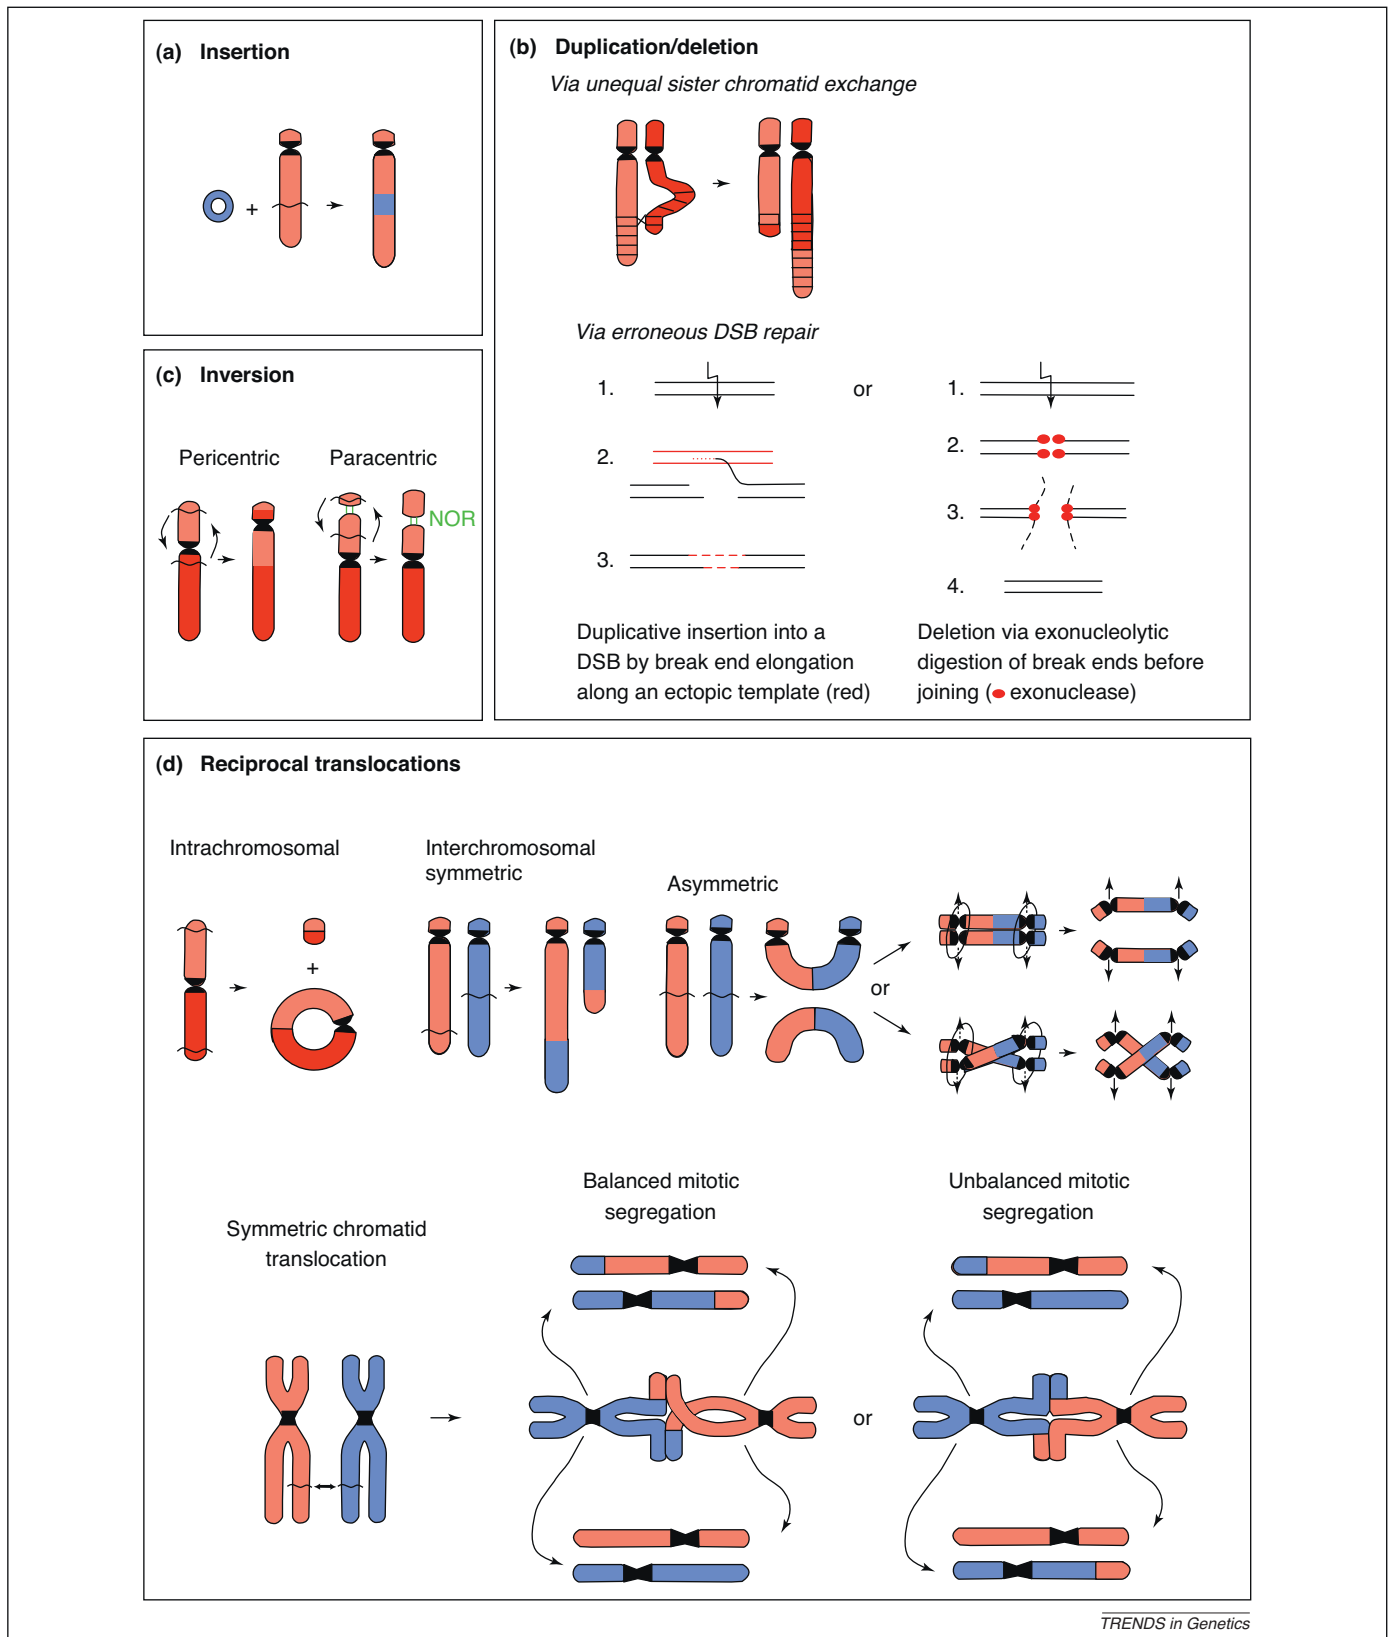 (a) Insertion
+
(b) Duplication/deletion
Via unequal sister chromatid exchange
Via erroneous DSB repair
1.
2.
3.
or
1.
2.
3.
4.
Duplicative insertion into a
DSB by break end elongation
along an ectopic template (red)
Deletion via exonucleolytic
digestion of break ends before
joining ( exonuclease)
(c) Inversion
Pericentric
Paracentric
NOR
(d) Reciprocal translocations
Intrachromosomal
+
Interchromosomal
symmetric
Asymmetric
or
Symmetric chromatid
translocation
Balanced mitotic
segregation
or
Unbalanced mitotic
segregation
TRENDS in Genetics